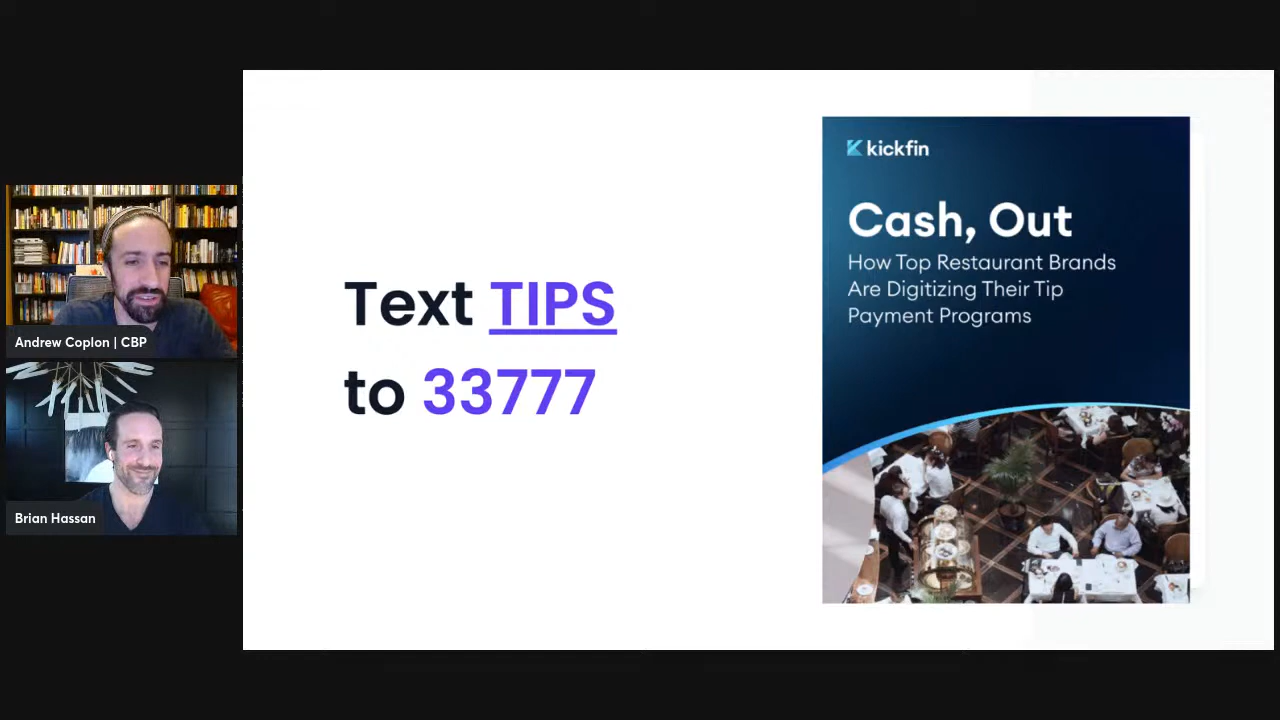 Andrew Coplon | CBP
Brian Hassan
Text TIPS
to 33777
kickfin
Cash, Out
How Top Restaurant Brands
Are Digitizing Their Tip
Payment Programs